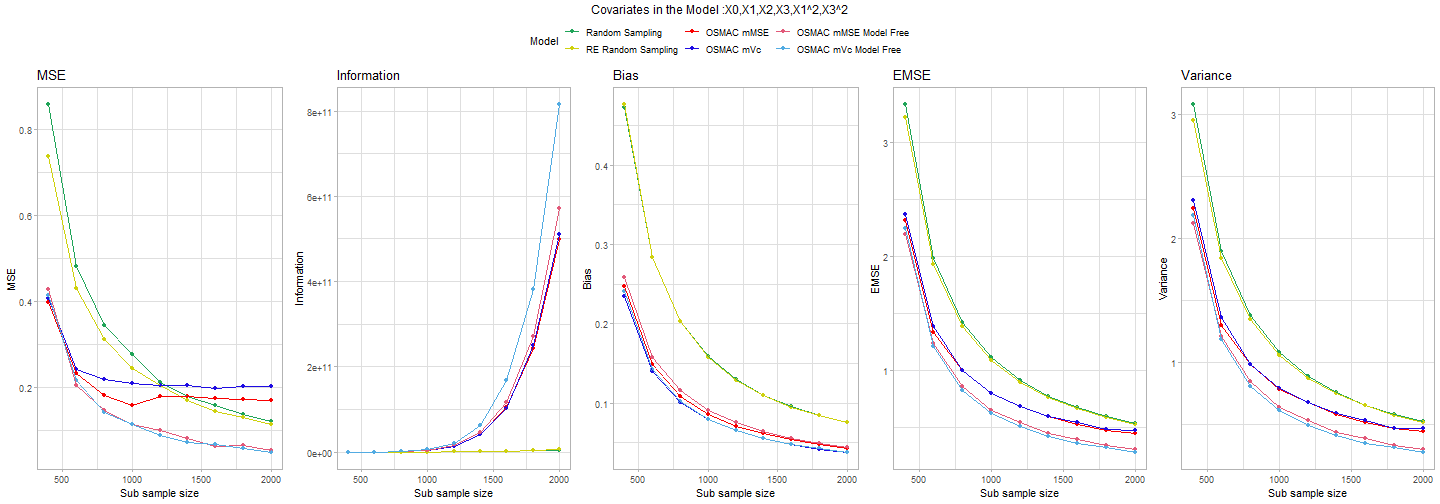 Covariates in the Model :X0,X1,X2,X3,X1^2,X3^2
Model
Random Sampling
OSMAC mMSE
OSMAC mMSE Model Free
RE Random Sampling
OSMAC mVc
OSMAC mVc Model Free
MSE
MSE
0.8
0.6
0.4
0.2
500
1000
1500
2000
Sub sample size
Information
Information
8e+11
6e+11
4e+11
2e+11
0e+00
500
1000
1500
2000
Sub sample size
Bias
Bias
0.4
0.3
0.2
0.1
500
1000
1500
2000
Sub sample size
EMSE
EMSE
3
2
1
500
1000
1500
2000
Sub sample size
Variance
Variance
3
2
1
500
1000
1500
2000
Sub sample size